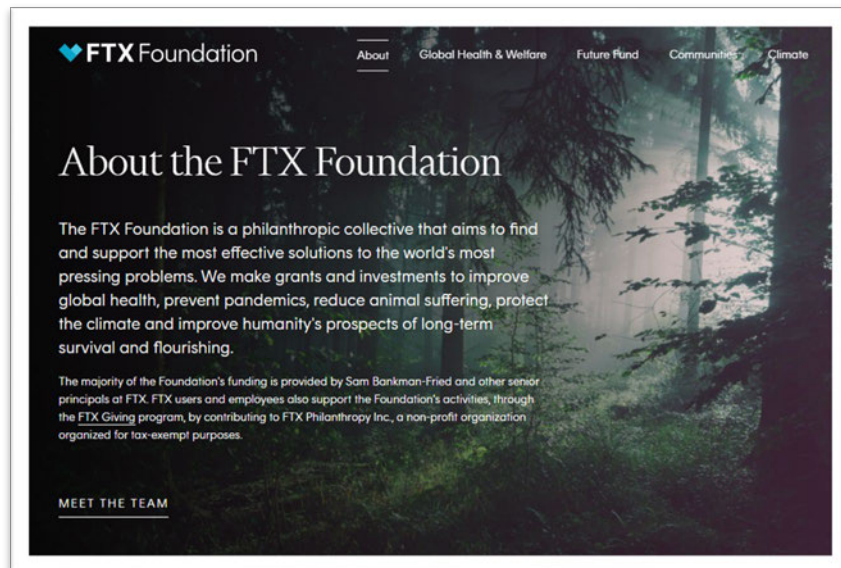 FTX Foundation
About Global Health & Welfare Future Fund Communities Climate
About the FTX Foundation
The FTX Foundation is a philanthropic collective that aims to find
and support the most effective solutions to the world's most
pressing problems. We make grants and investments to improve
global health, prevent pandemics, reduce animal suffering, protect
the climate and improve humanity's prospects of long-term
survival and flourishing.
The majority of the Foundation's funding is provided by Sam Bankman-Fried and other senior
principals at FTX. FTX users and employees also support the Foundation's activities, through
the FTX Giving program, by contributing to FTX Philanthropy Inc., a non-profit organization
organized for tax-exempt purposes.
MEET THE TEAM